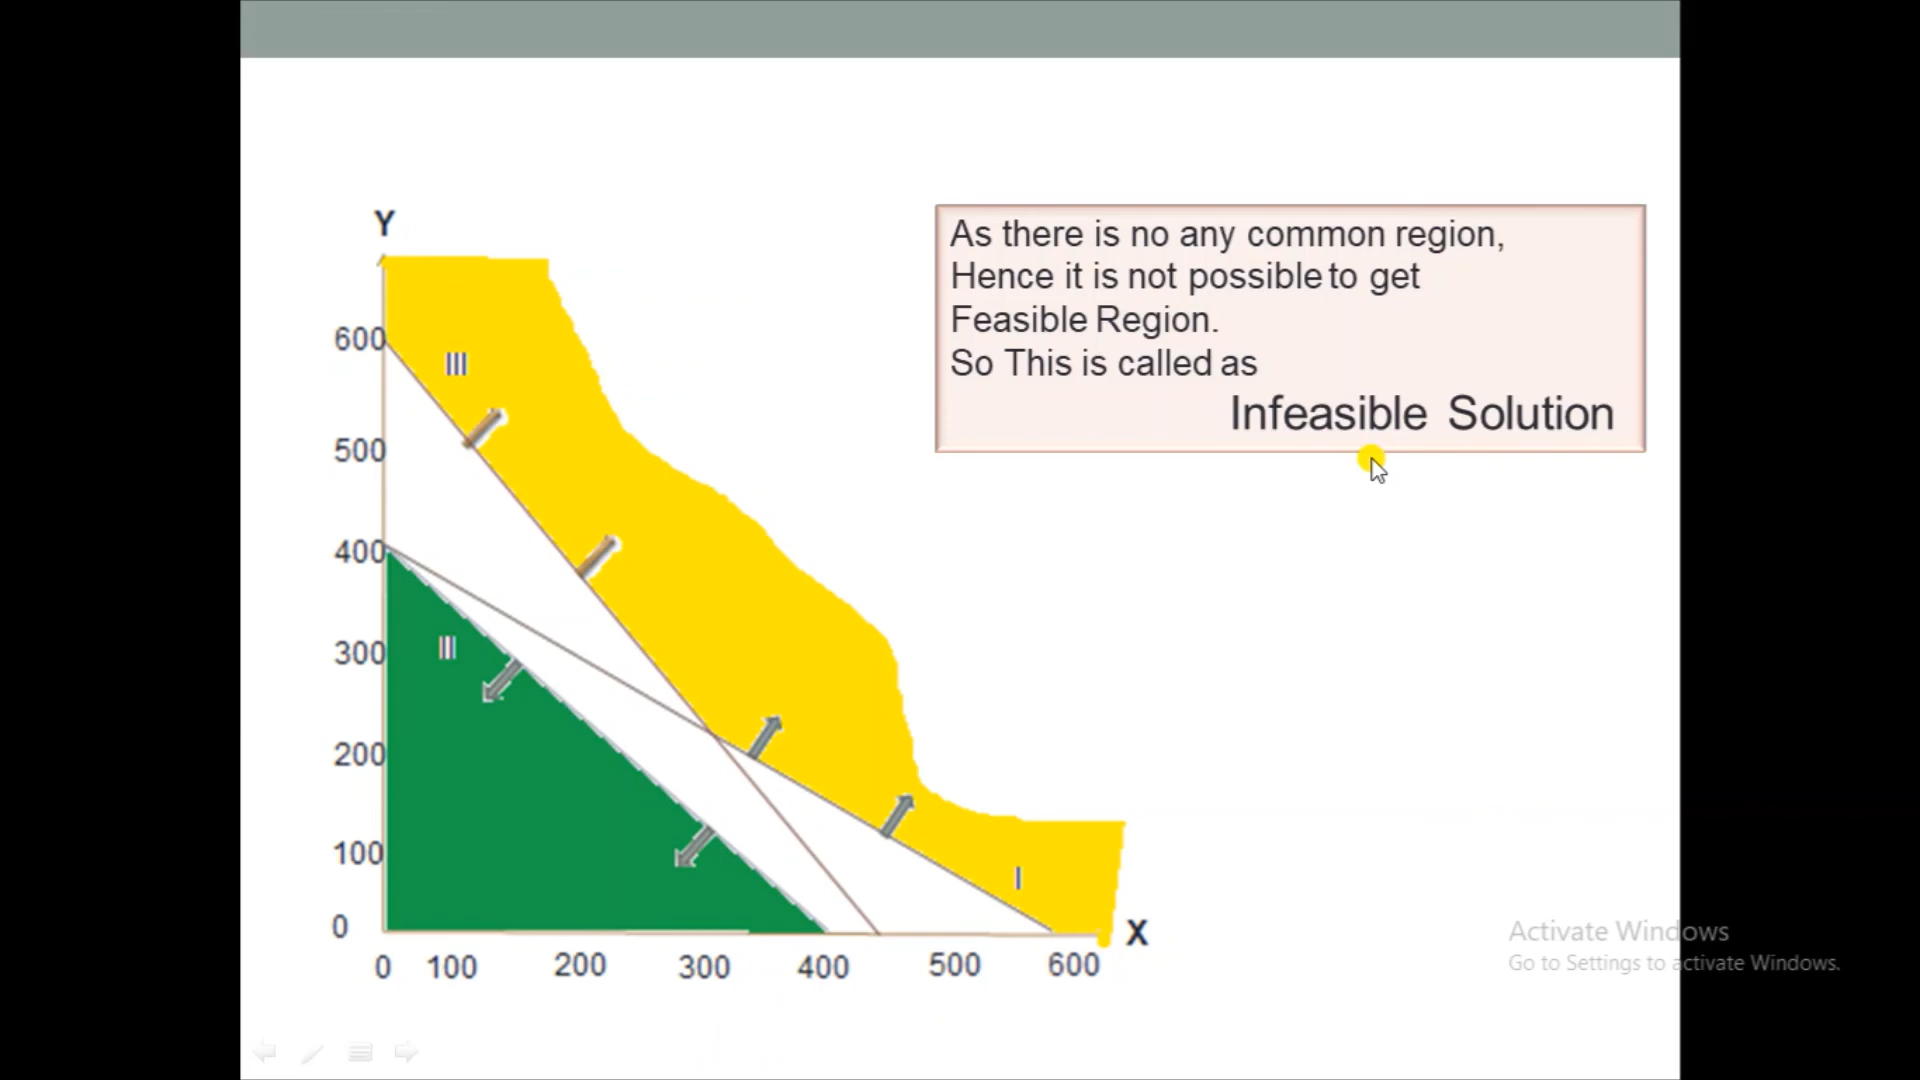 As there is no any common region,
Hence it is not possible to get
Feasible Region.
So This is called as
Infeasible Solution
Y
600
III
500
400
300
II
200
100
I
0
X
0 100 200 300 400 500 600
Activate Windows
Go to Settings to activate Windows.